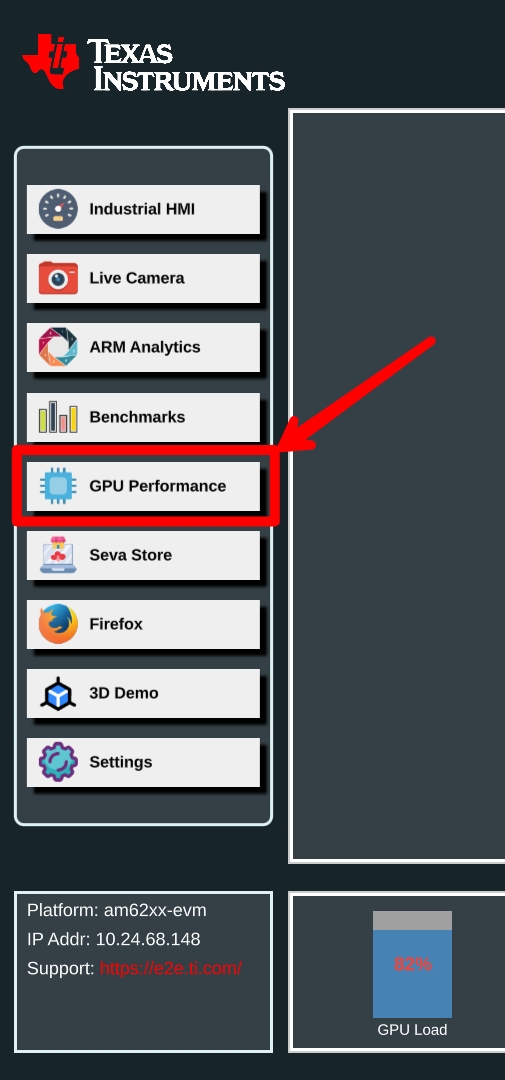 TEXAS
INSTRUMENTS
Industrial HMI
Live Camera
ARM Analytics
Benchmarks
GPU Performance
Seva Store
Firefox
3D Demo
Settings
Platform: am62xx-evm
IP Addr: 10.24.68.148
Support: https://e2e.ti.com/
82%
GPU Load